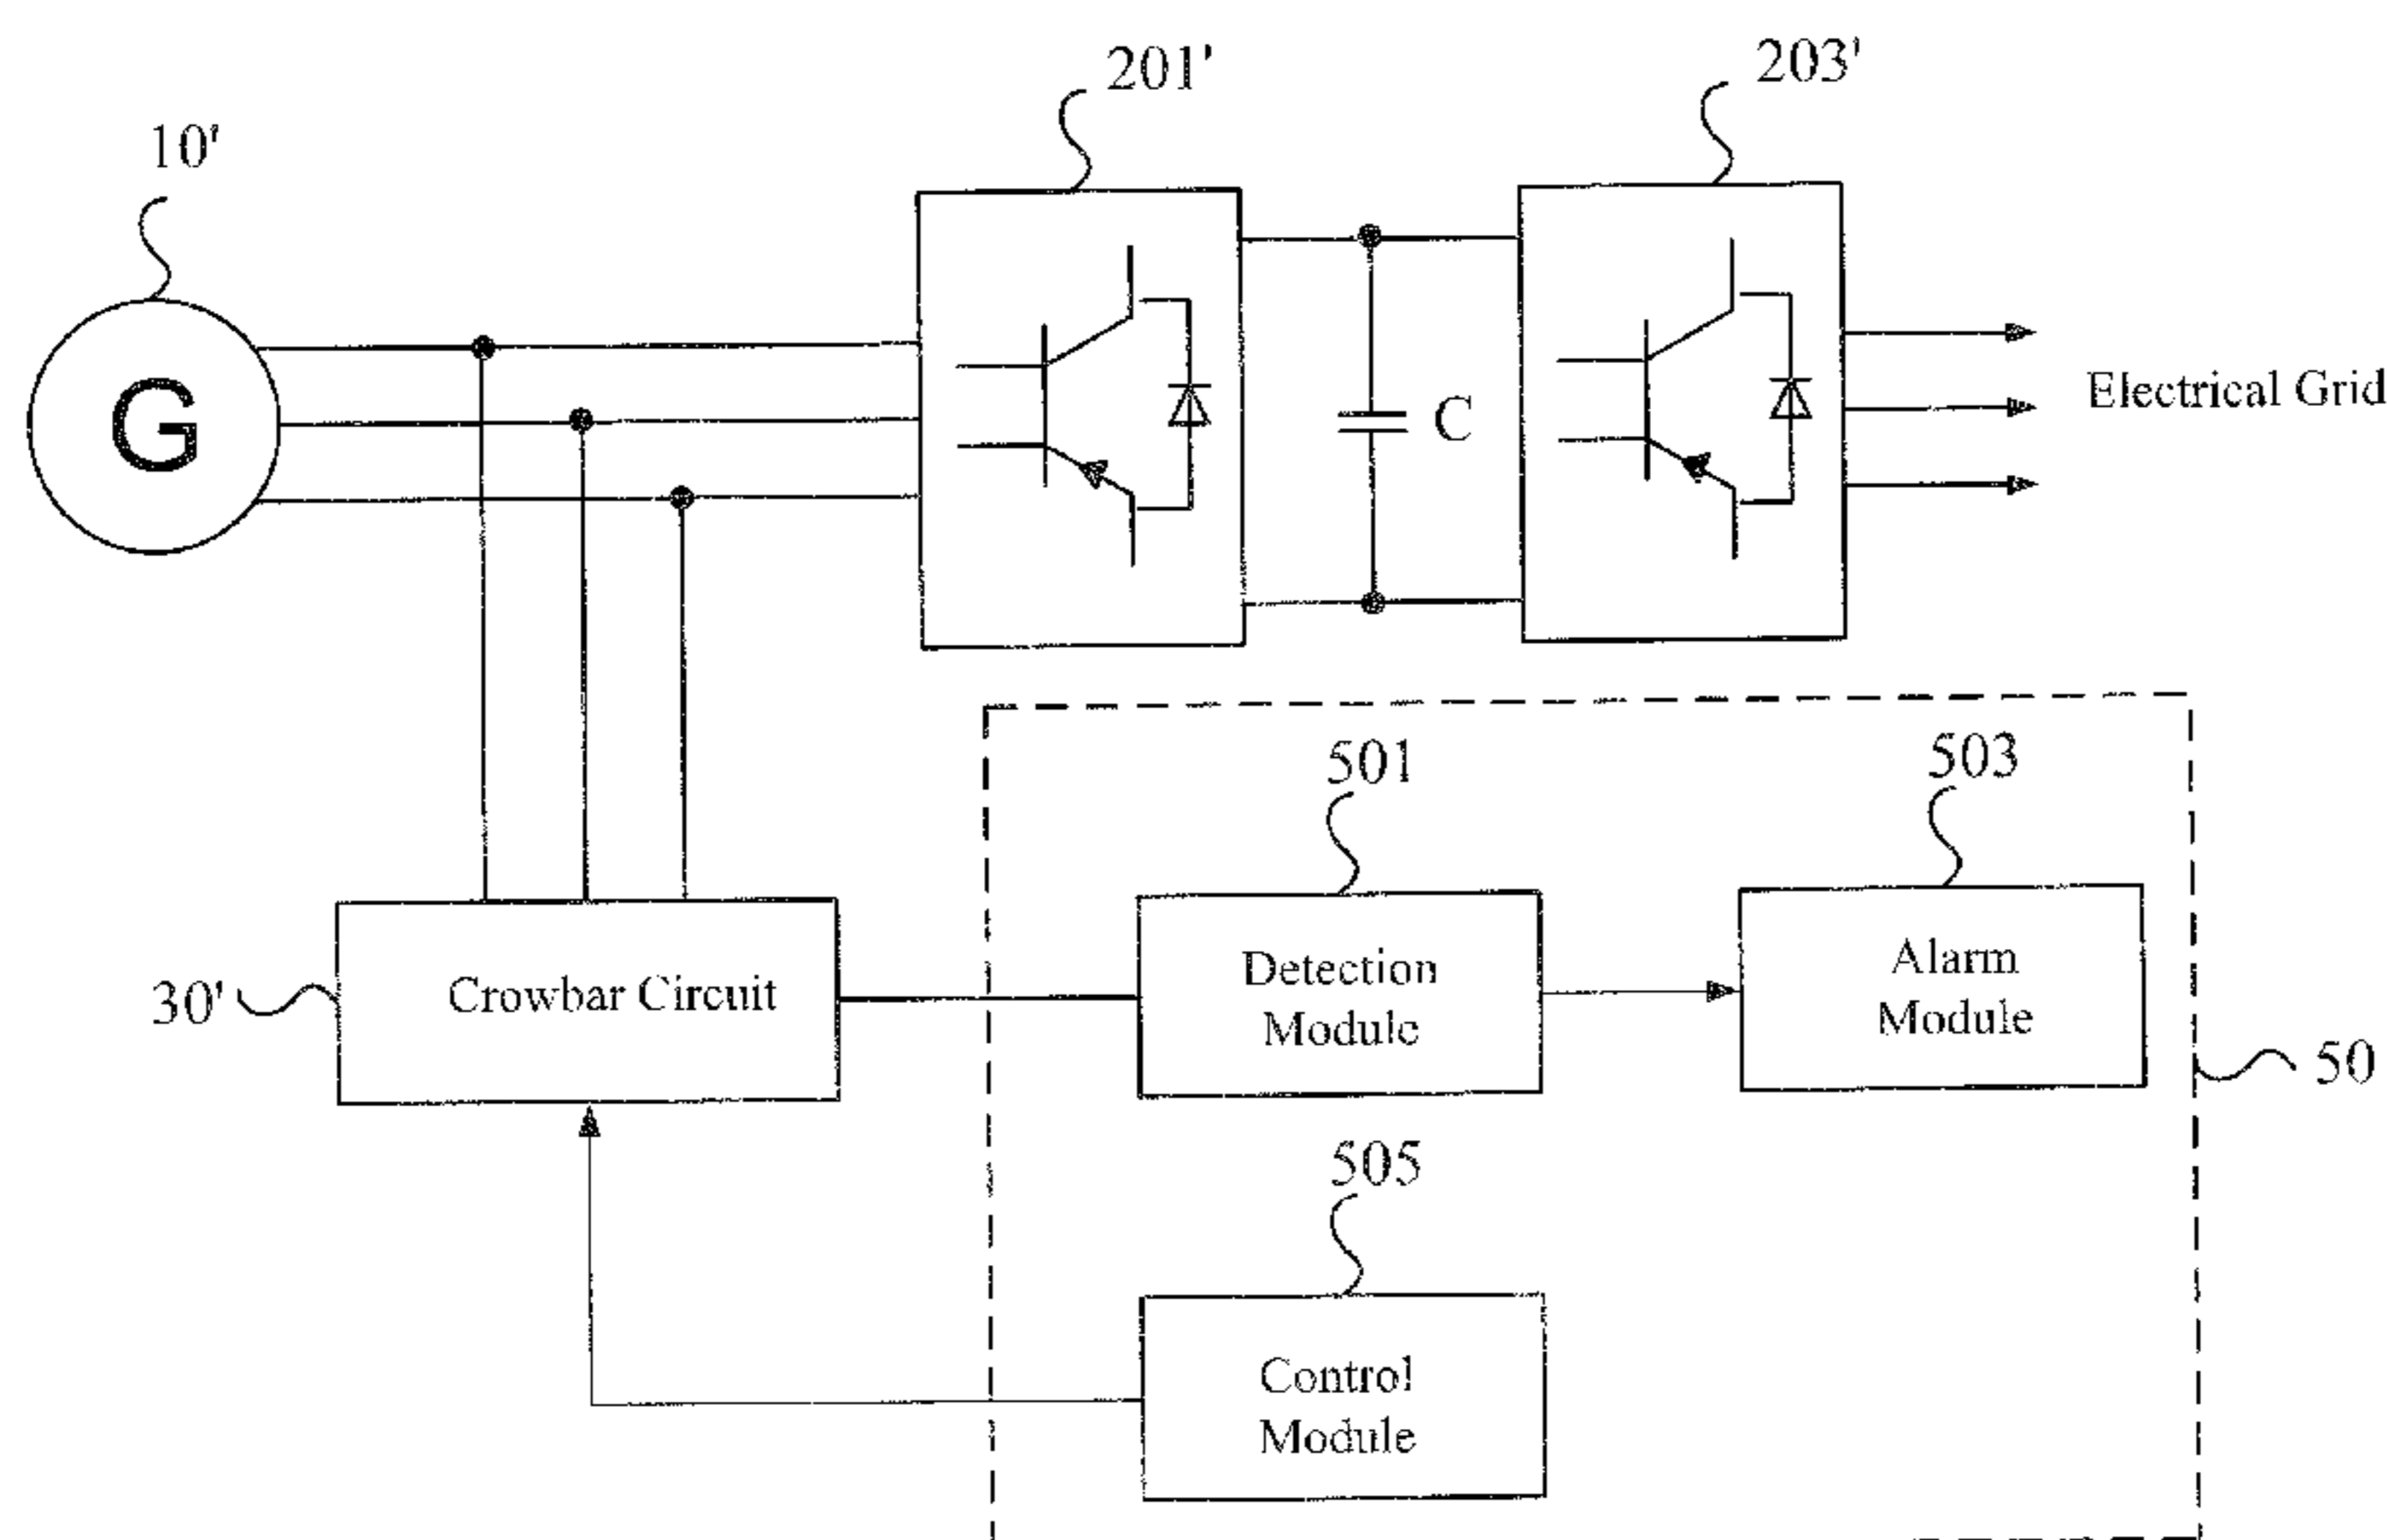 201'
203'
10'
G
C
Electrical Grid
501
503
Crowbar Circuit
30'
Detection
Module
Alarm
Module
50
505
Control
Module